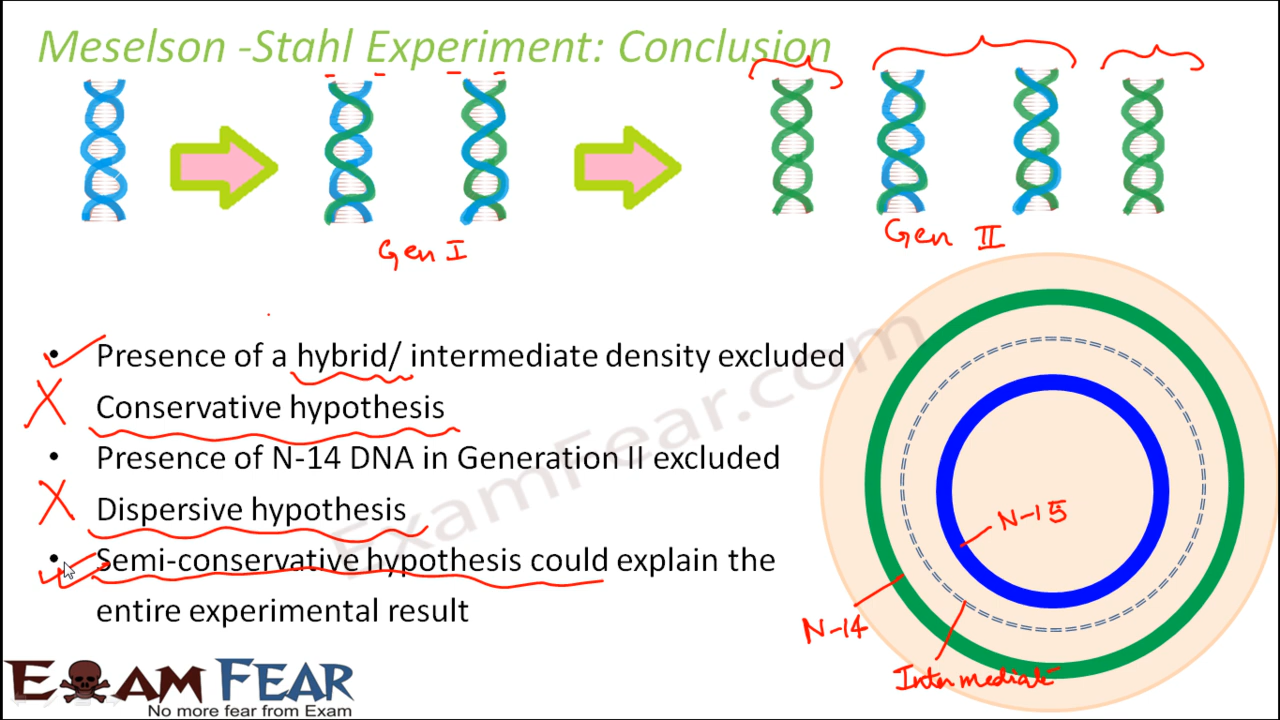 Meselson -Stahl Experiment: Conclusion
Gen I
Gen II
• Presence of a hybrid/ intermediate density excluded
Conservative hypothesis
• Presence of N-14 DNA in Generation II excluded
Dispersive hypothesis
• Semi-conservative hypothesis could explain the
entire experimental result
N-15
N-14
Intermediate
ExamFear.com
EXAM FEAR
No more fear from Exam